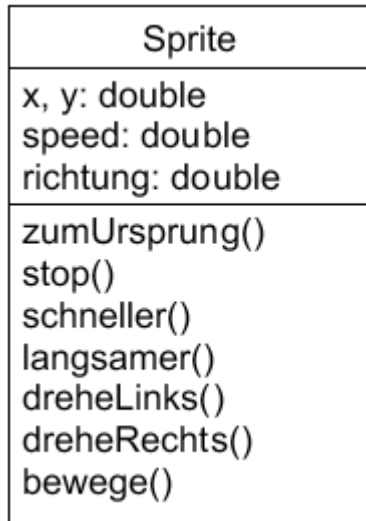 Sprite
x, y: double
speed: double
richtung: double
zumUrsprung()
stop()
schneller()
langsamer()
dreheLinks()
dreheRechts()
bewege()